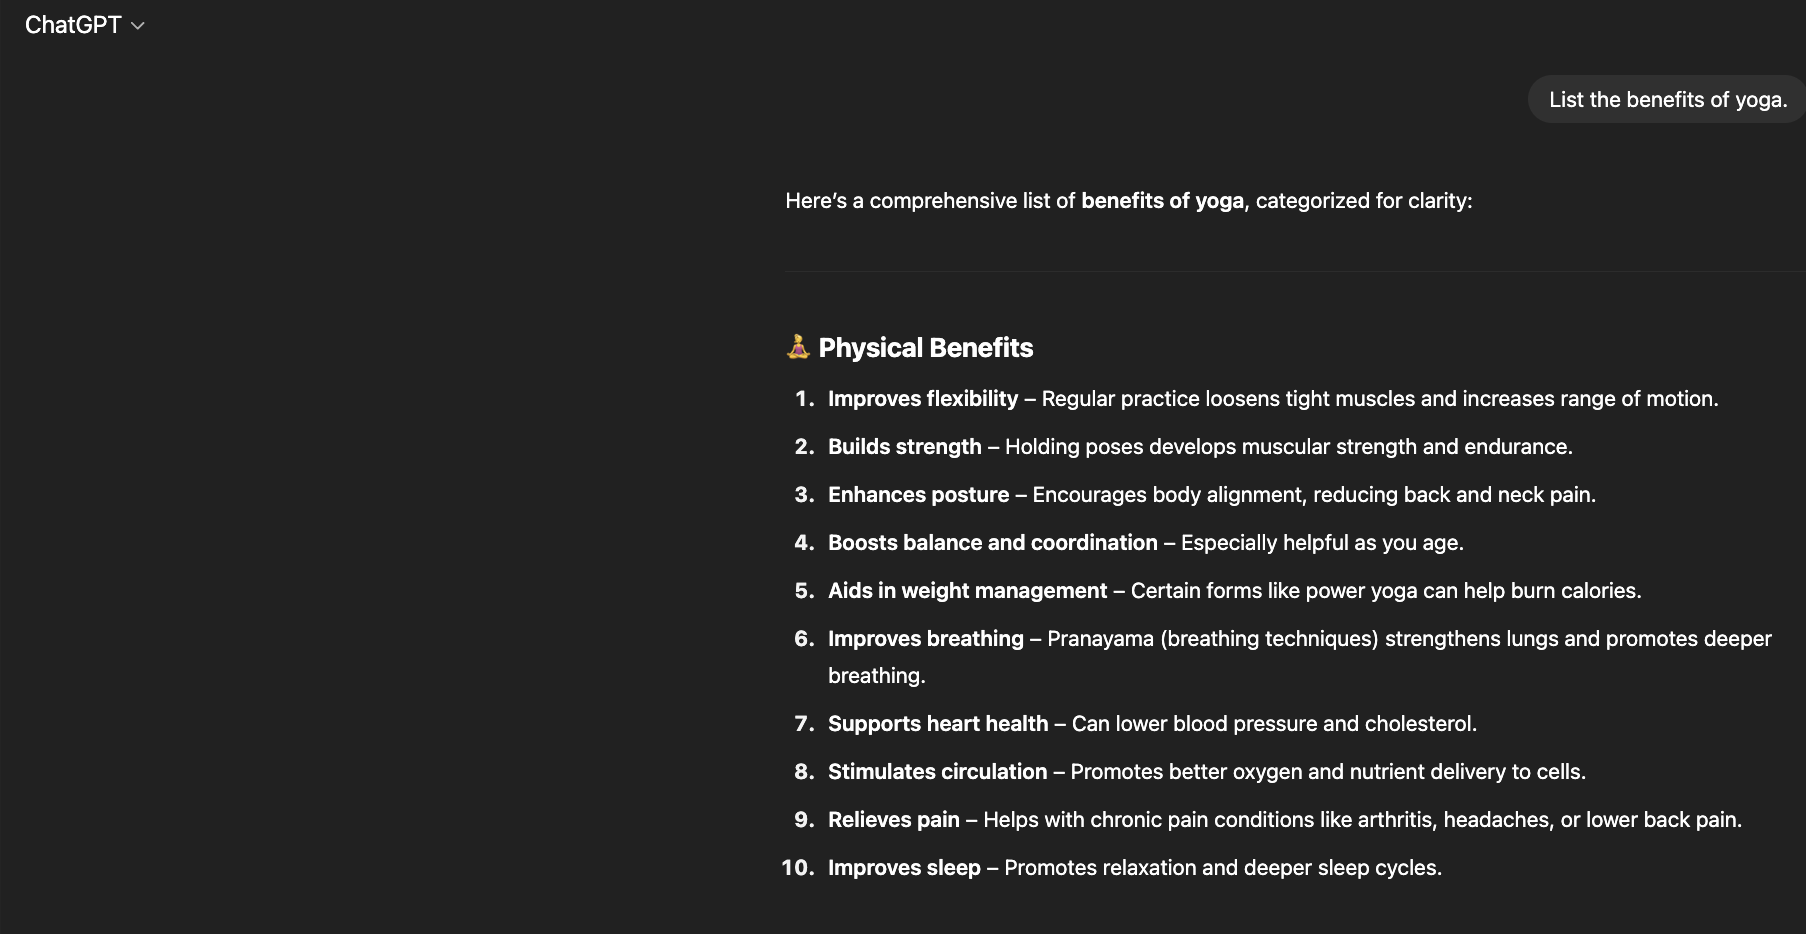 ChatGPT
List the benefits of yoga.
Here’s a comprehensive list of benefits of yoga, categorized for clarity:
🧘 Physical Benefits
1. Improves flexibility – Regular practice loosens tight muscles and increases range of motion.
2. Builds strength – Holding poses develops muscular strength and endurance.
3. Enhances posture – Encourages body alignment, reducing back and neck pain.
4. Boosts balance and coordination – Especially helpful as you age.
5. Aids in weight management – Certain forms like power yoga can help burn calories.
6. Improves breathing – Pranayama (breathing techniques) strengthens lungs and promotes deeper
breathing.
7. Supports heart health – Can lower blood pressure and cholesterol.
8. Stimulates circulation – Promotes better oxygen and nutrient delivery to cells.
9. Relieves pain – Helps with chronic pain conditions like arthritis, headaches, or lower back pain.
10. Improves sleep – Promotes relaxation and deeper sleep cycles.